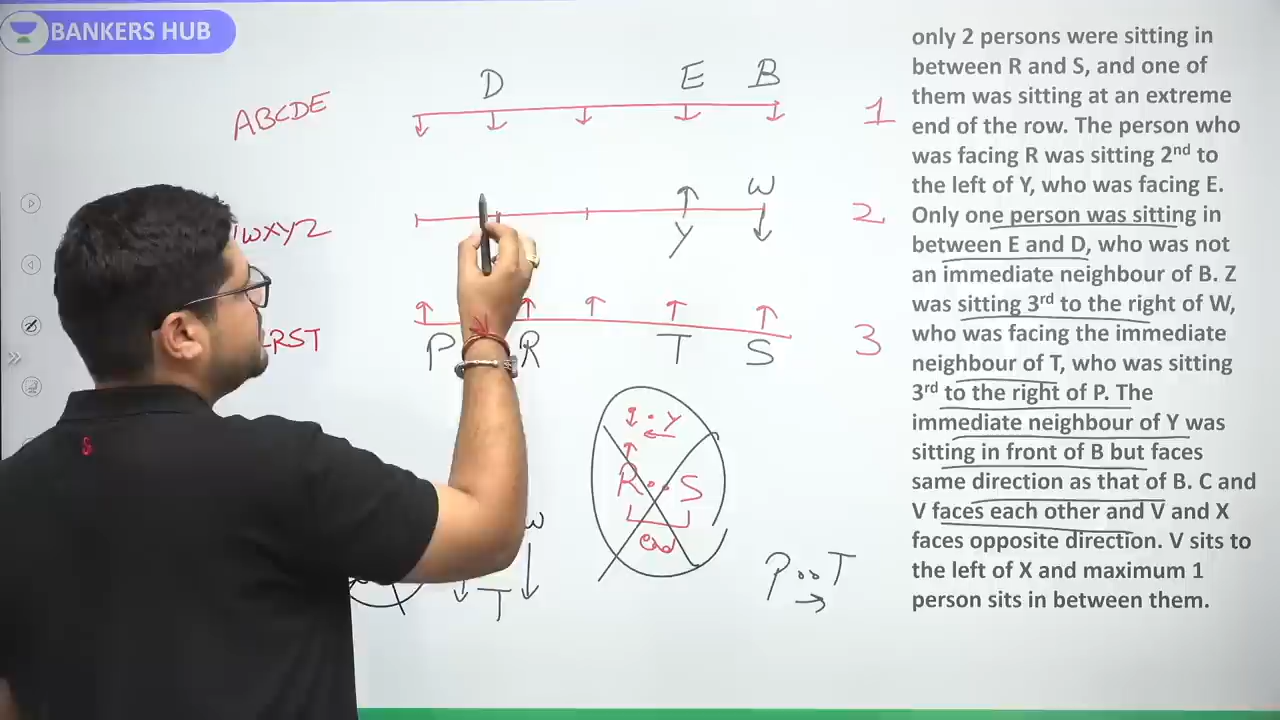 BANKERS HUB
D E B
ABCDE 1
W
WXYZ 2
Y
RST P R T S 3
. Y
R . . S
end
W
T
P o o T
only 2 persons were sitting in
between R and S, and one of
them was sitting at an extreme
end of the row. The person who
was facing R was sitting 2nd to
the left of Y, who was facing E.
Only one person was sitting in
between E and D, who was not
an immediate neighbour of B. Z
was sitting 3rd to the right of W,
who was facing the immediate
neighbour of T, who was sitting
3rd to the right of P. The
immediate neighbour of Y was
sitting in front of B but faces
same direction as that of B. C and
V faces each other and V and X
faces opposite direction. V sits to
the left of X and maximum 1
person sits in between them.